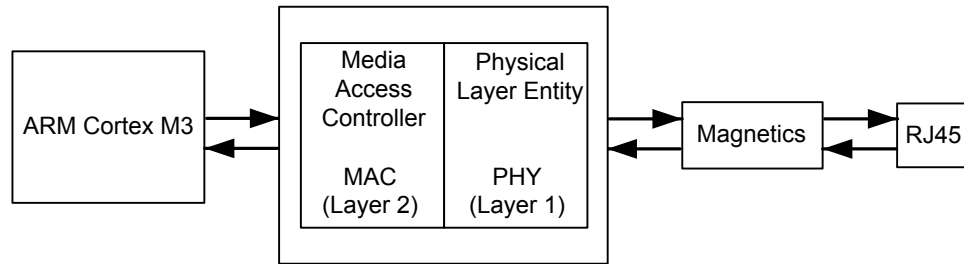 ARM Cortex M3
Media
Access
Controller
MAC
(Layer 2)
Physical
Layer Entity
PHY
(Layer 1)
Magnetics
RJ45